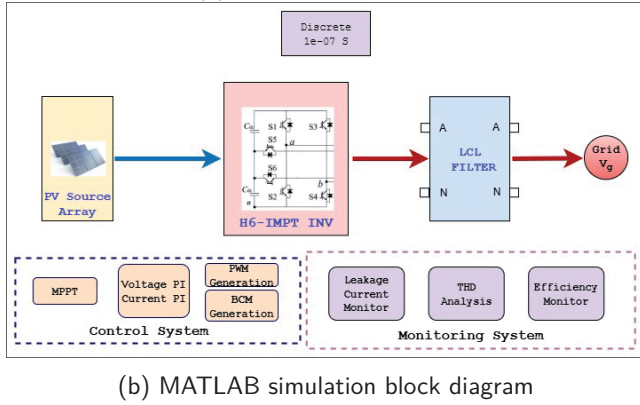 Discrete
1e-07 S
PV Source
Array
S1
S3
S5
a
S6
b
S2
S4
n
H6-IMPT INV
A
A
LCL
FILTER
N
N
Grid
Vg
MPPT
Voltage PI
Current PI
PWM
Generation
BCM
Generation
Control System
Leakage
Current
Monitor
THD
Analysis
Efficiency
Monitor
Monitoring System
(b) MATLAB simulation block diagram